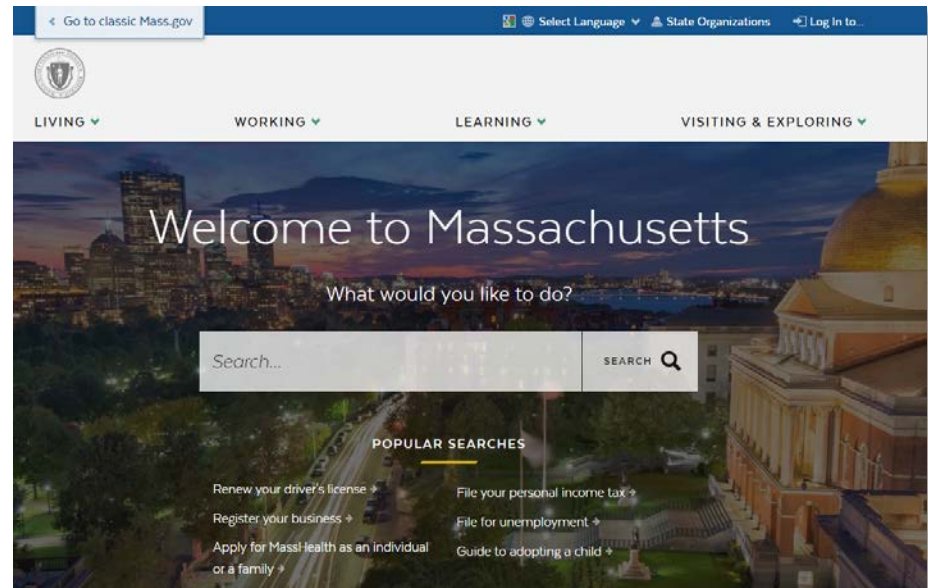 Go to classic Mass.gov
Select Language
State Organizations
Log In to...
LIVING
WORKING
LEARNING
VISITING & EXPLORING
Welcome to Massachusetts
What would you like to do?
Search...
SEARCH
POPULAR SEARCHES
Renew your driver's license
Register your business
Apply for MassHealth as an individual
or a family
File your personal income tax
File for unemployment
Guide to adopting a child